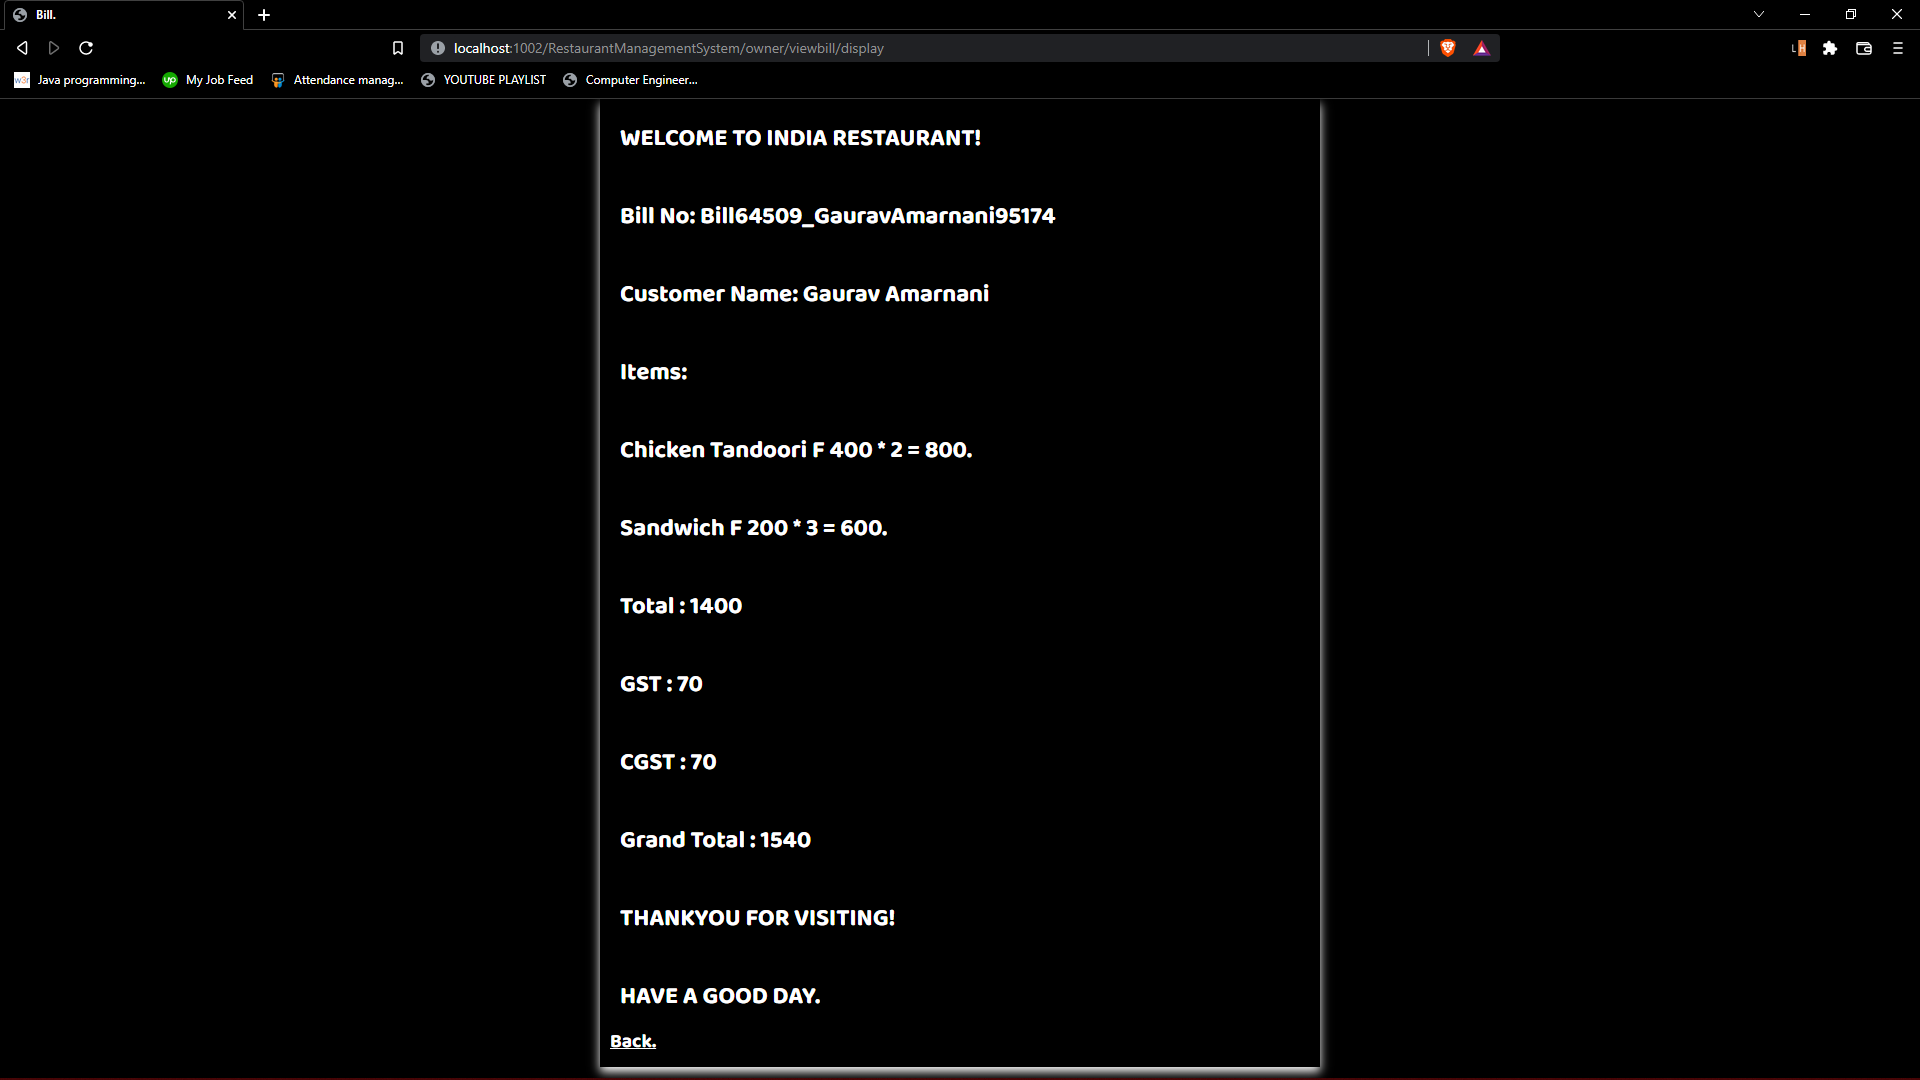 Bill.
localhost:1002/RestaurantManagementSystem/owner/viewbill/display
Java programming... My Job Feed Attendance manag... YOUTUBE PLAYLIST Computer Engineer...
WELCOME TO INDIA RESTAURANT!
Bill No: Bill64509_GauravAmarnani95174
Customer Name: Gaurav Amarnani
Items:
Chicken Tandoori F 400 * 2 = 800.
Sandwich F 200 * 3 = 600.
Total : 1400
GST : 70
CGST : 70
Grand Total : 1540
THANKYOU FOR VISITING!
HAVE A GOOD DAY.
Back.